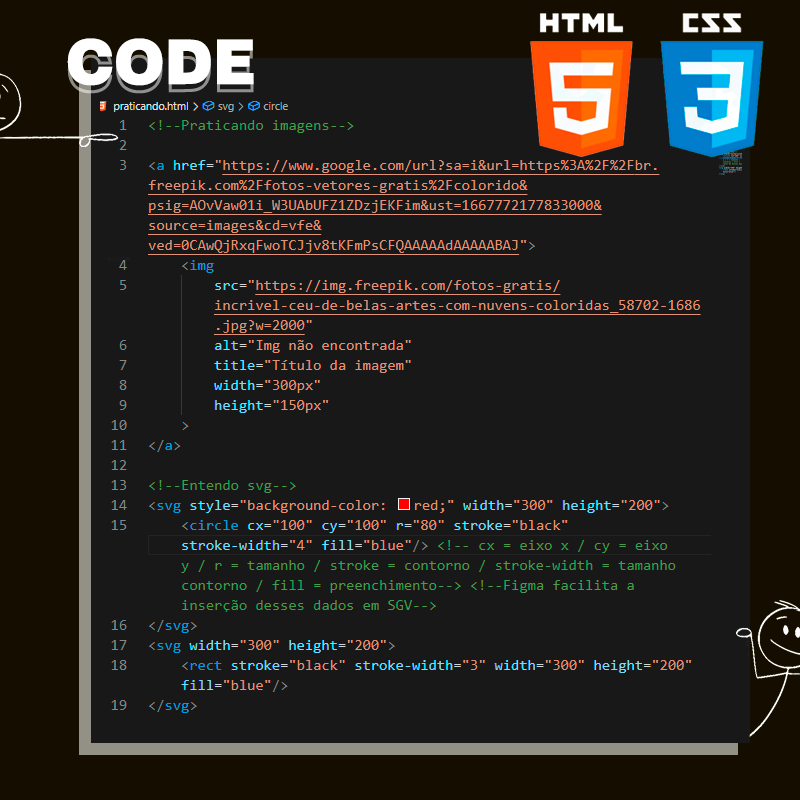 HTML CSS
CODE
5 3
praticando.html > svg > circle
1 <!--Praticando imagens-->
2
3 <a href="https://www.google.com/url?sa=i&url=https%3A%2F%2Fbr.
freepik.com%2Ffotos-vetores-gratis%2Fcolorido&
psig=AOvVaw01i_W3UAbUFZ1ZDzjEKFim&ust=1667772177833000&
source=images&cd=vfe&
ved=0CAwQjRxqFwoTCJjv8tKFmPsCFQAAAAAdAAAAABAJ">
4 <img
5 src="https://img.freepik.com/fotos-gratis/
incrivel-ceu-de-belas-artes-com-nuvens-coloridas_58702-1686
.jpg?w=2000"
6 alt="Img não encontrada"
7 title="Título da imagem"
8 width="300px"
9 height="150px"
10 >
11 </a>
12
13 <!--Entendo svg-->
14 <svg style="background-color: red;" width="300" height="200">
15 <circle cx="100" cy="100" r="80" stroke="black"
stroke-width="4" fill="blue"/> <!-- cx = eixo x / cy = eixo
y / r = tamanho / stroke = contorno / stroke-width = tamanho
contorno / fill = preenchimento--> <!--Figma facilita a
inserção desses dados em SGV-->
16 </svg>
17 <svg width="300" height="200">
18 <rect stroke="black" stroke-width="3" width="300" height="200"
fill="blue"/>
19 </svg>